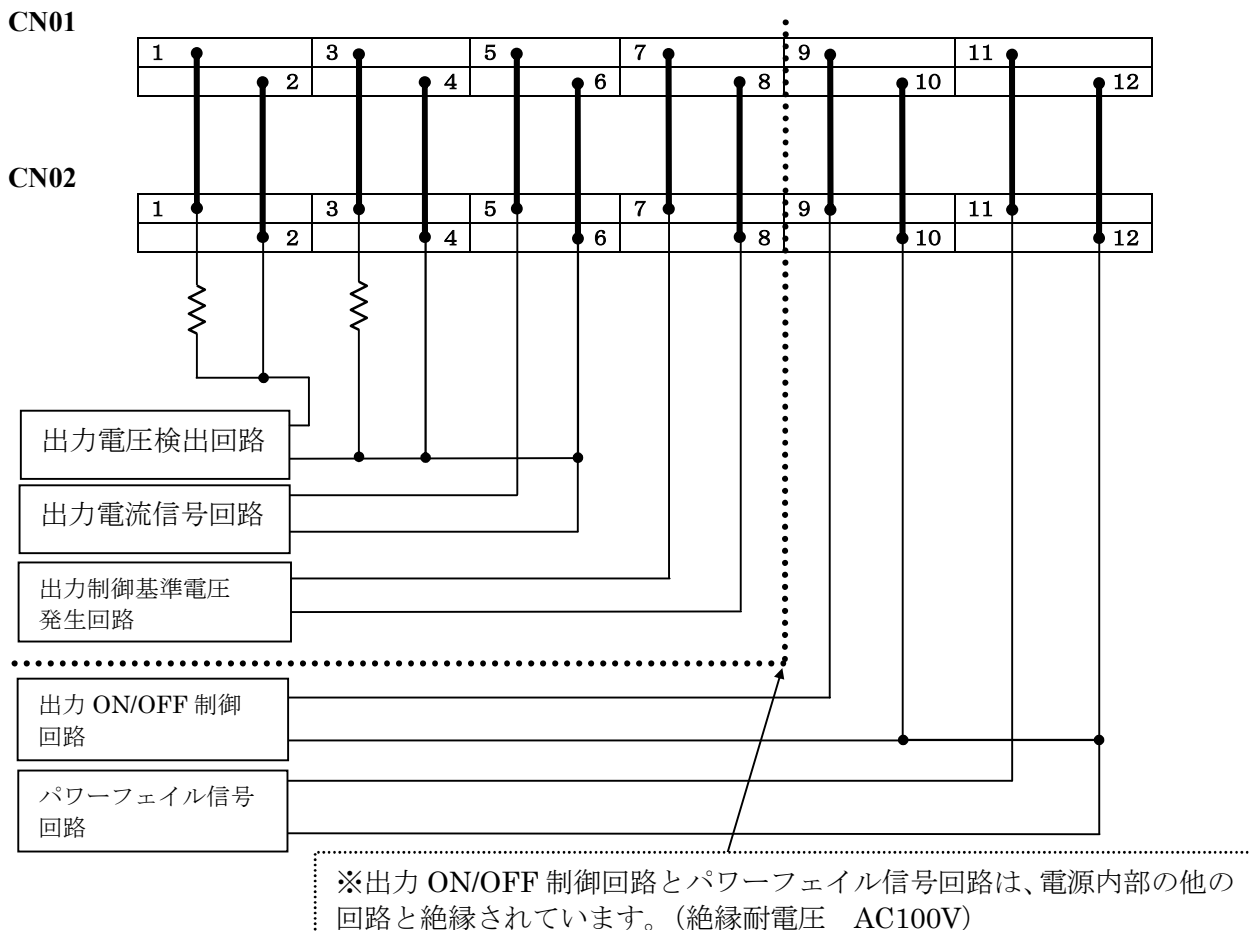 CN01
1 3 5 7 9 11
2 4 6 8 10 12
CN02
1 3 5 7 9 11
2 4 6 8 10 12
出力電圧検出回路
出力電流信号回路
出力制御基準電圧
発生回路
出力 ON/OFF 制御
回路
パワーフェイル信号
回路
※出力 ON/OFF 制御回路とパワーフェイル信号回路は、電源内部の他の
回路と絶縁されています。（絶縁耐電圧　AC100V）